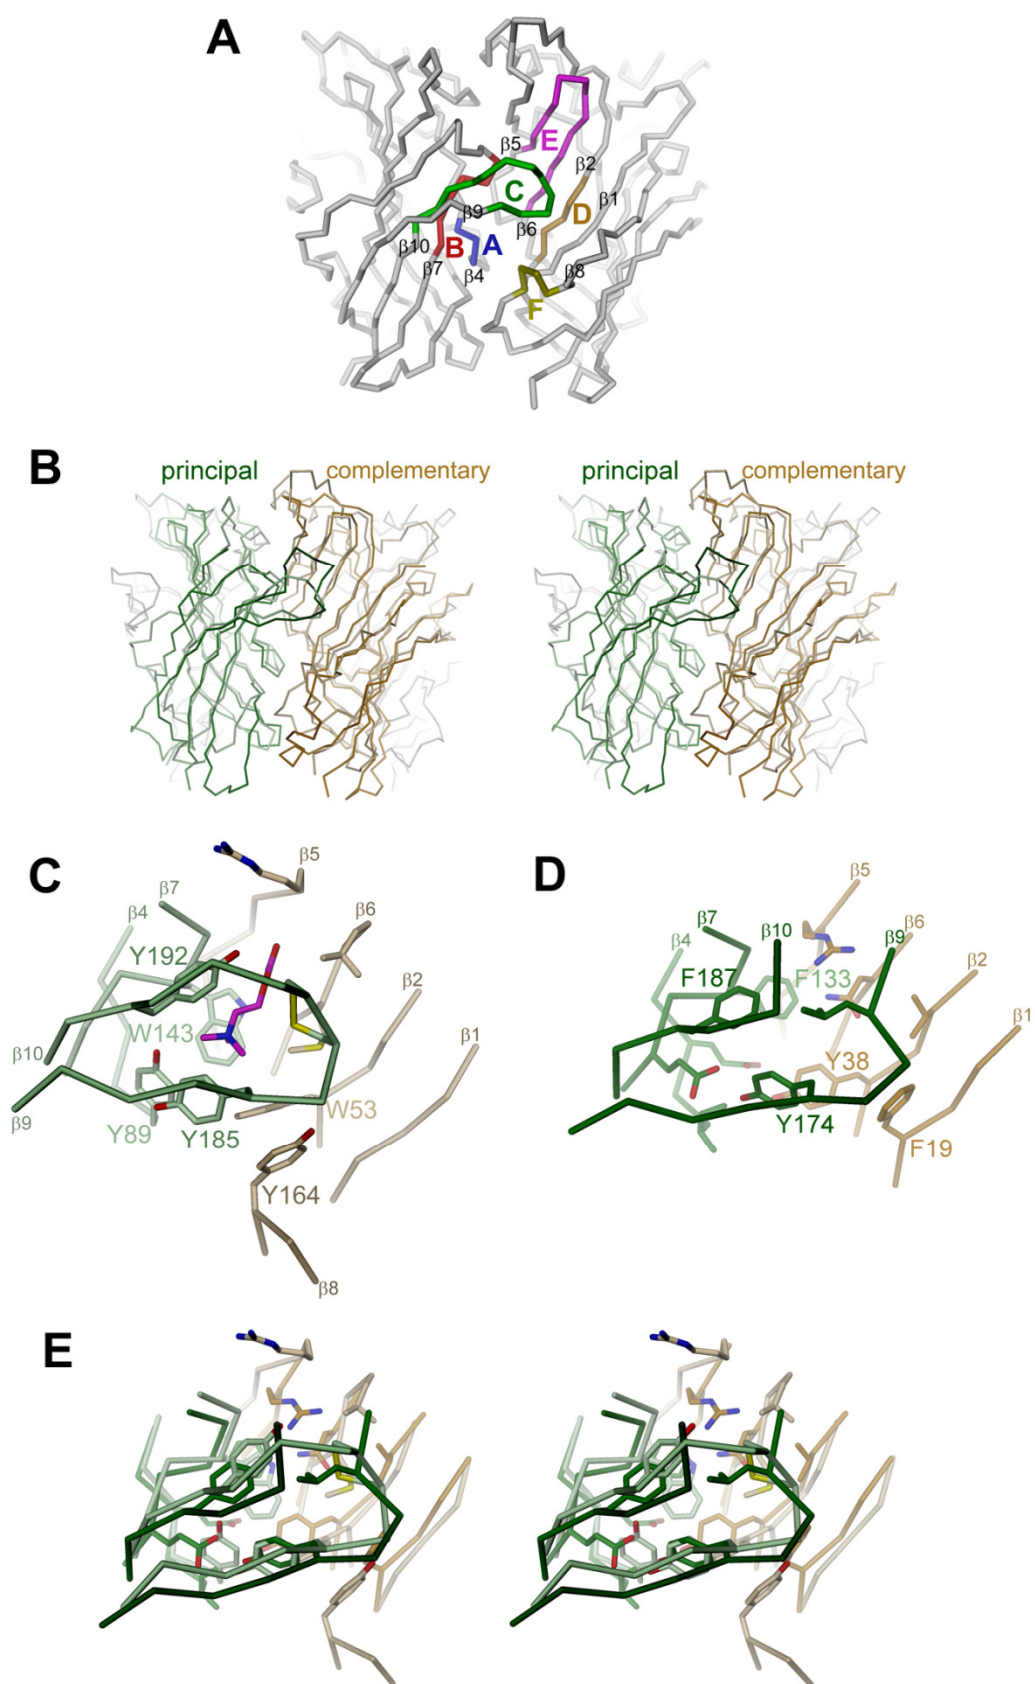 A
β5
E
β2
C
β1
D
β9
β6
β10
B
A
β7
β4
β8
F
B
principal
complementary
principal
complementary
C
β5
β7
β4
β6
Y192
β2
W143
β1
β10
β9
W53
Y89
Y185
Y164
β8
D
β5
β7
β10
β6
β4
β9
F187
F133
β2
β1
Y38
Y174
F19
E